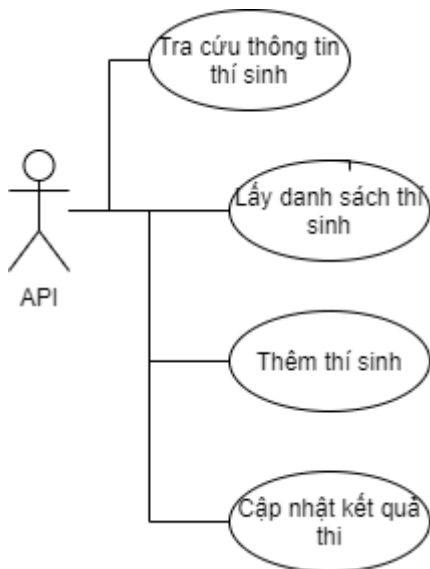 Tra cứu thông tin
thí sinh
Lấy danh sách thí
sinh
API
Thêm thí sinh
Cập nhật kết quả
thi